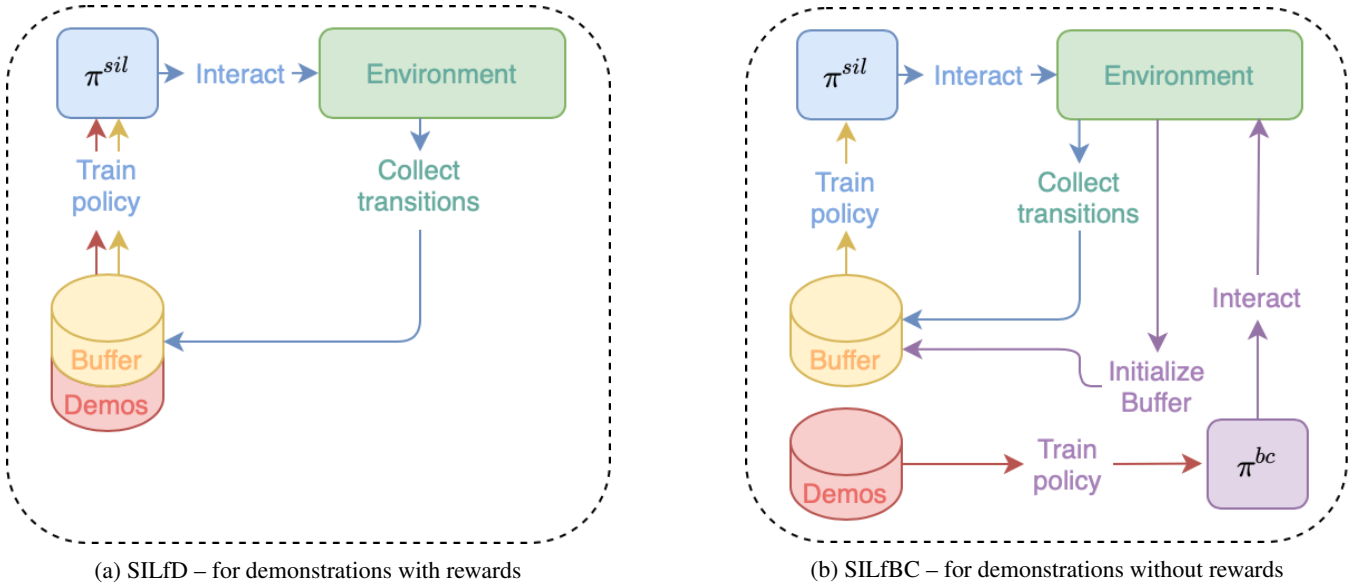 π^{sil}
Interact
Environment
Train
policy
Collect
transitions
Buffer
Demos
(a) SILfD – for demonstrations with rewards
π^{sil}
Interact
Environment
Train
policy
Collect
transitions
Interact
Buffer
Initialize
Buffer
Demos
Train
policy
π^{bc}
(b) SILfBC – for demonstrations without rewards